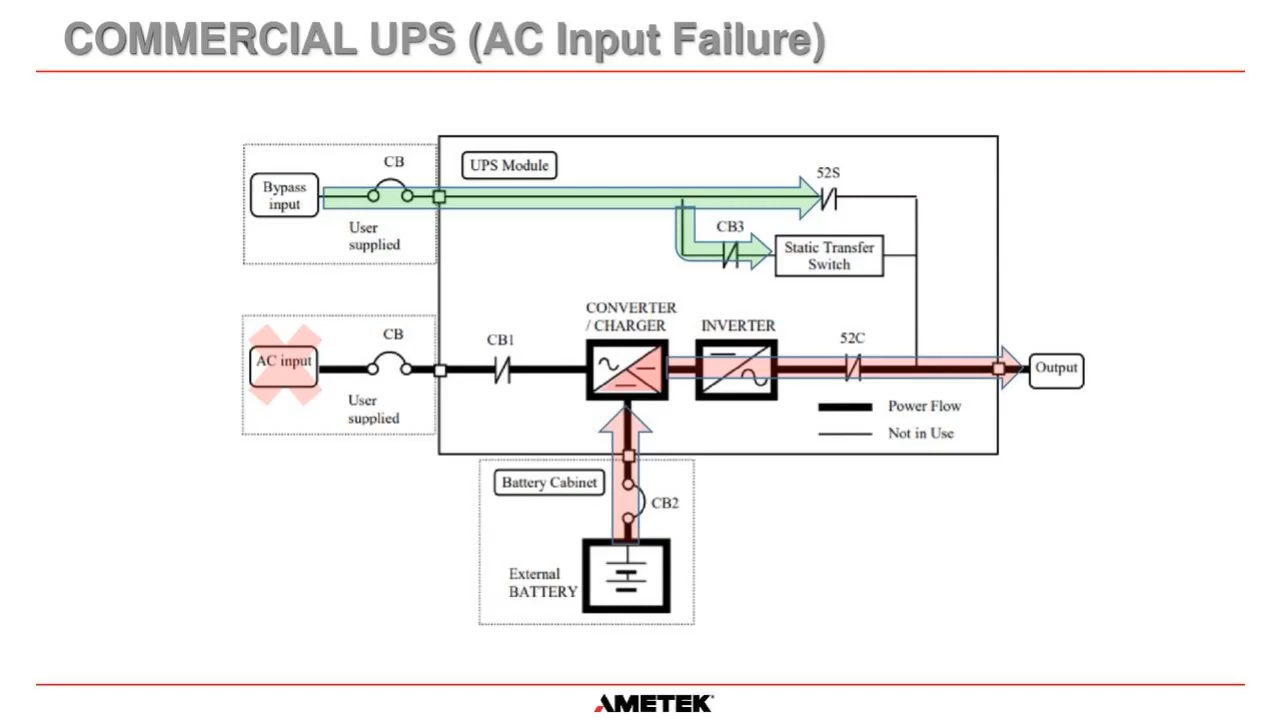 COMMERCIAL UPS (AC Input Failure)
CB
UPS Module
52S
Bypass
input
User
supplied
CB3
Static Transfer
Switch
CONVERTER
/ CHARGER
INVERTER
CB
CB1
52C
AC input
Output
User
supplied
Power Flow
Not in Use
Battery Cabinet
CB2
External
BATTERY
AMETEK